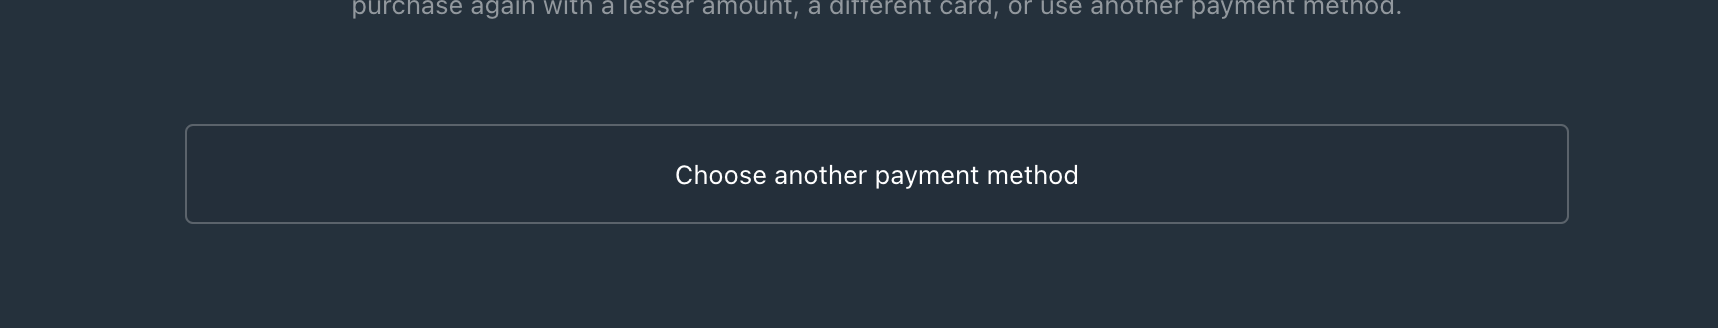 purchase again with a lesser amount, a different card, or use another payment method.
Choose another payment method